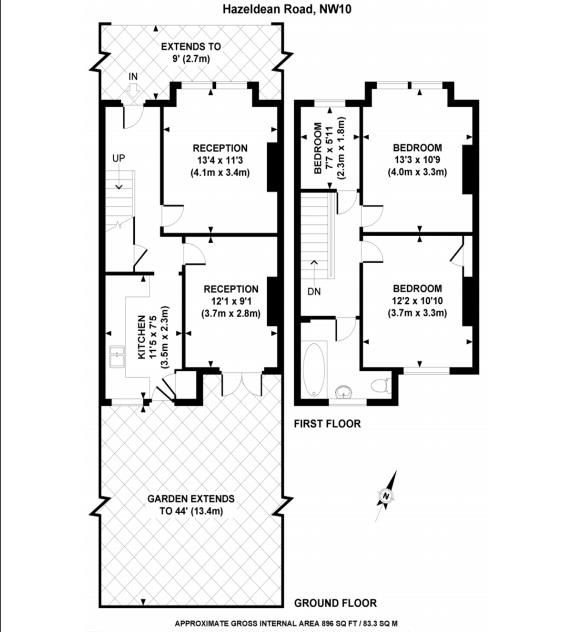 Hazeldean Road, NW10
EXTENDS TO
9' (2.7m)
IN
UP
RECEPTION
13'4 x 11'3
(4.1m x 3.4m)
RECEPTION
12'1 x 9'1
(3.7m x 2.8m)
KITCHEN
11'5 x 7'5
(3.5m x 2.3m)
GARDEN EXTENDS
TO 44' (13.4m)
GROUND FLOOR
BEDROOM
7'7 x 5'11
(2.3m x 1.8m)
BEDROOM
13'3 x 10'9
(4.0m x 3.3m)
DN
BEDROOM
12'2 x 10'10
(3.7m x 3.3m)
FIRST FLOOR
N
APPROXIMATE GROSS INTERNAL AREA 896 SQ FT / 83.3 SQ M